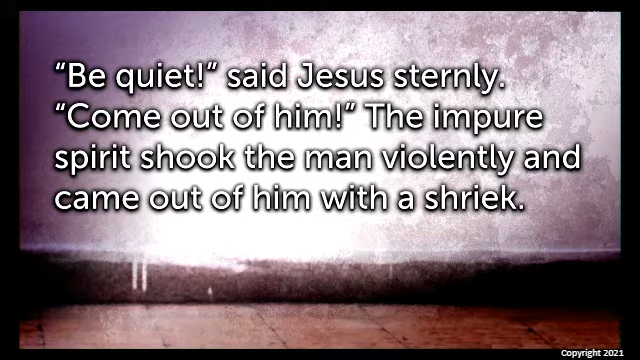 “Be quiet!” said Jesus sternly.
“Come out of him!” The impure
spirit shook the man violently and
came out of him with a shriek.
Copyright 2021